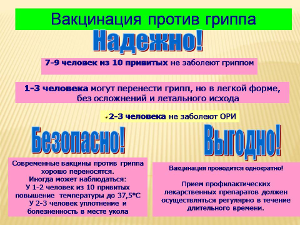 Вакцинация против гриппа
Надежно!
7-9 человек из 10 привитых не заболеют гриппом
1-3 человека могут перенести грипп, но в легкой форме,
без осложнений и летального исхода
2-3 человека не заболеют ОРИ
Безопасно!
Выгодно!
Современные вакцины против гриппа
хорошо переносятся.
Иногда может наблюдаться:
У 1-2 человек из 10 привитых
повышение температуры до 37,5°С
У 2-3 человек уплотнение и
болезненность в месте укола
Вакцинация проводится однократно!
Прием профилактических
лекарственных препаратов должен
осуществляться регулярно в течение
длительного времени.